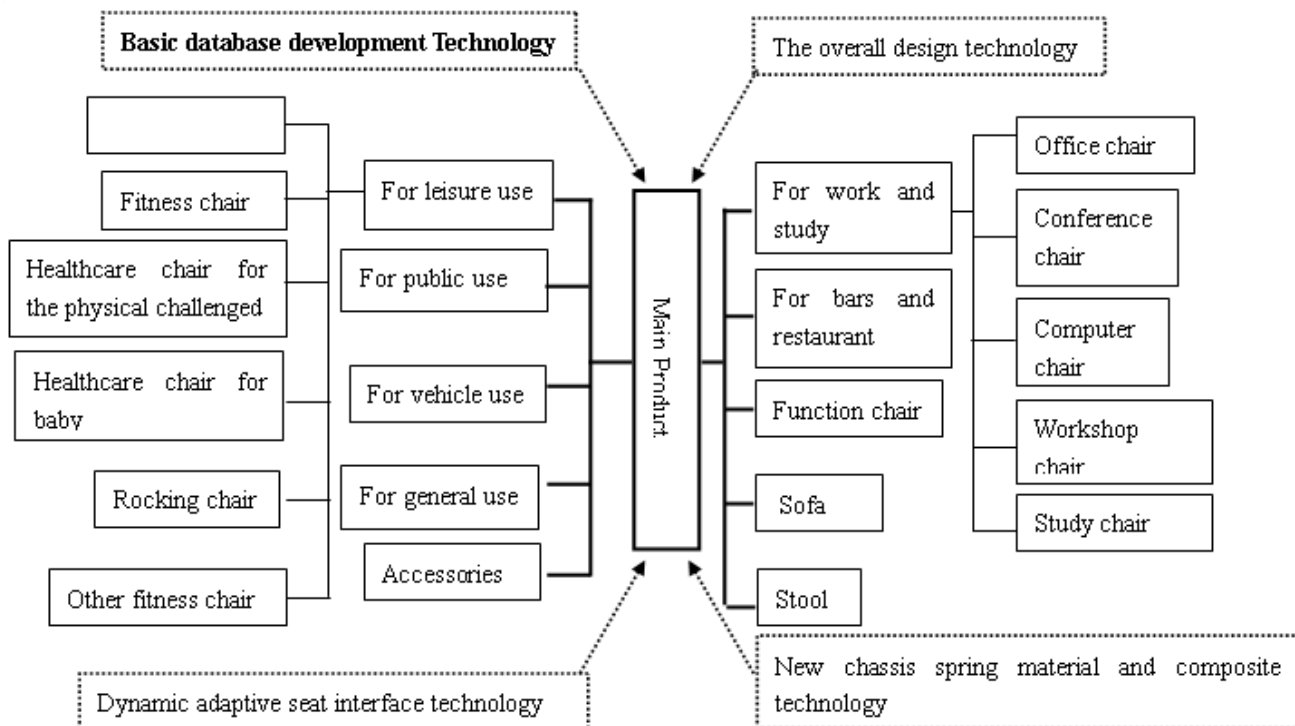 Basic database development Technology
The overall design technology
Fitness chair
Healthcare chair for
the physical challenged
Healthcare chair for
baby
Rocking chair
Other fitness chair
For leisure use
For public use
For vehicle use
For general use
Accessories
Main Product
For work and
study
For bars and
restaurant
Function chair
Sofa
Stool
Office chair
Conference
chair
Computer
chair
Workshop
chair
Study chair
Dynamic adaptive seat interface technology
New chassis spring material and composite
technology